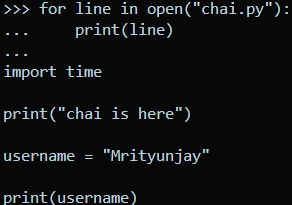 >>> for line in open("chai.py"):
...     print(line)
...
import time
print("chai is here")
username = "Mrityunjay"
print(username)